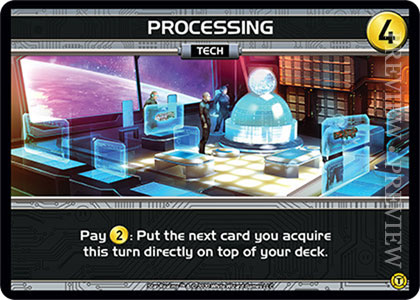 PROCESSING
4
TECH
Pay 2: Put the next card you acquire
this turn directly on top of your deck.
T
PREVIEW
PREVIEW